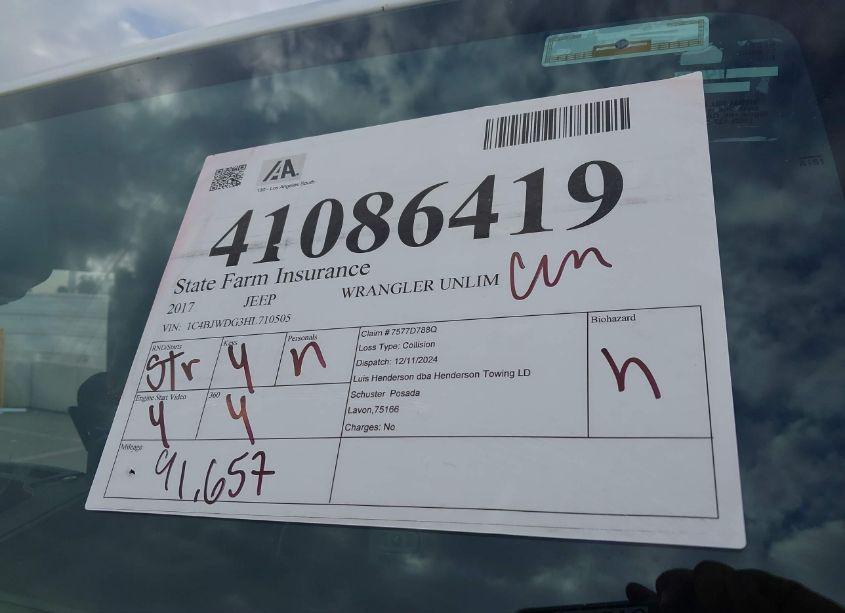 IAA
130 - Los Angeles South
41086419
State Farm Insurance
2017 JEEP WRANGLER UNLIM
VIN: 1C4BJWDG3HL710505
RND/Starts
Str
Keys
y
Personals
n
Claim # 7577D788Q
Loss Type: Collision
Dispatch: 12/11/2024
Luis Henderson dba Henderson Towing LD
Schuster Posada
Lavon,75166
Charges: No
Biohazard
n
Engine Start Video
y
360
y
Mileage
91,657